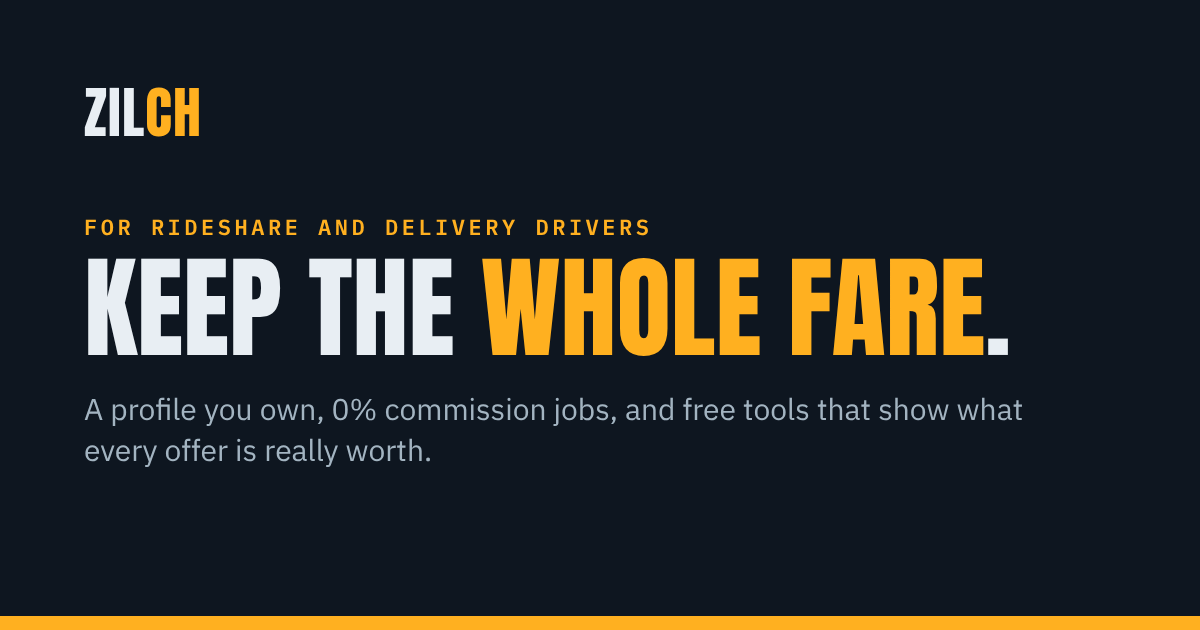 ZILCH
FOR RIDESHARE AND DELIVERY DRIVERS
KEEP THE WHOLE FARE.
A profile you own, 0% commission jobs, and free tools that show what
every offer is really worth.